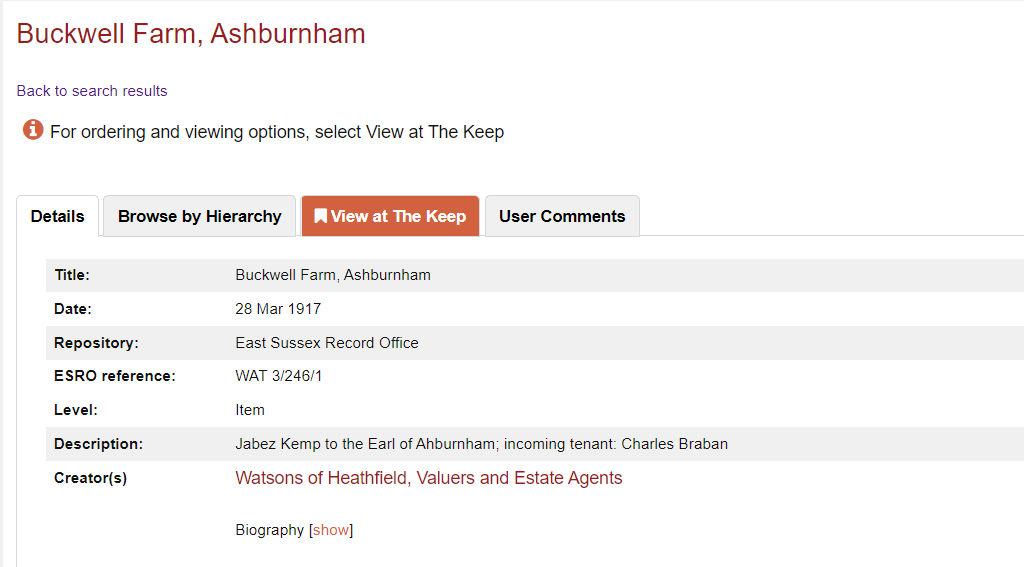 Buckwell Farm, Ashburnham
Back to search results
For ordering and viewing options, select View at The Keep
Details Browse by Hierarchy View at The Keep User Comments
Title: Buckwell Farm, Ashburnham
Date: 28 Mar 1917
Repository: East Sussex Record Office
ESRO reference: WAT 3/246/1
Level: Item
Description: Jabez Kemp to the Earl of Ahburnham; incoming tenant: Charles Braban
Creator(s) Watsons of Heathfield, Valuers and Estate Agents
Biography [show]